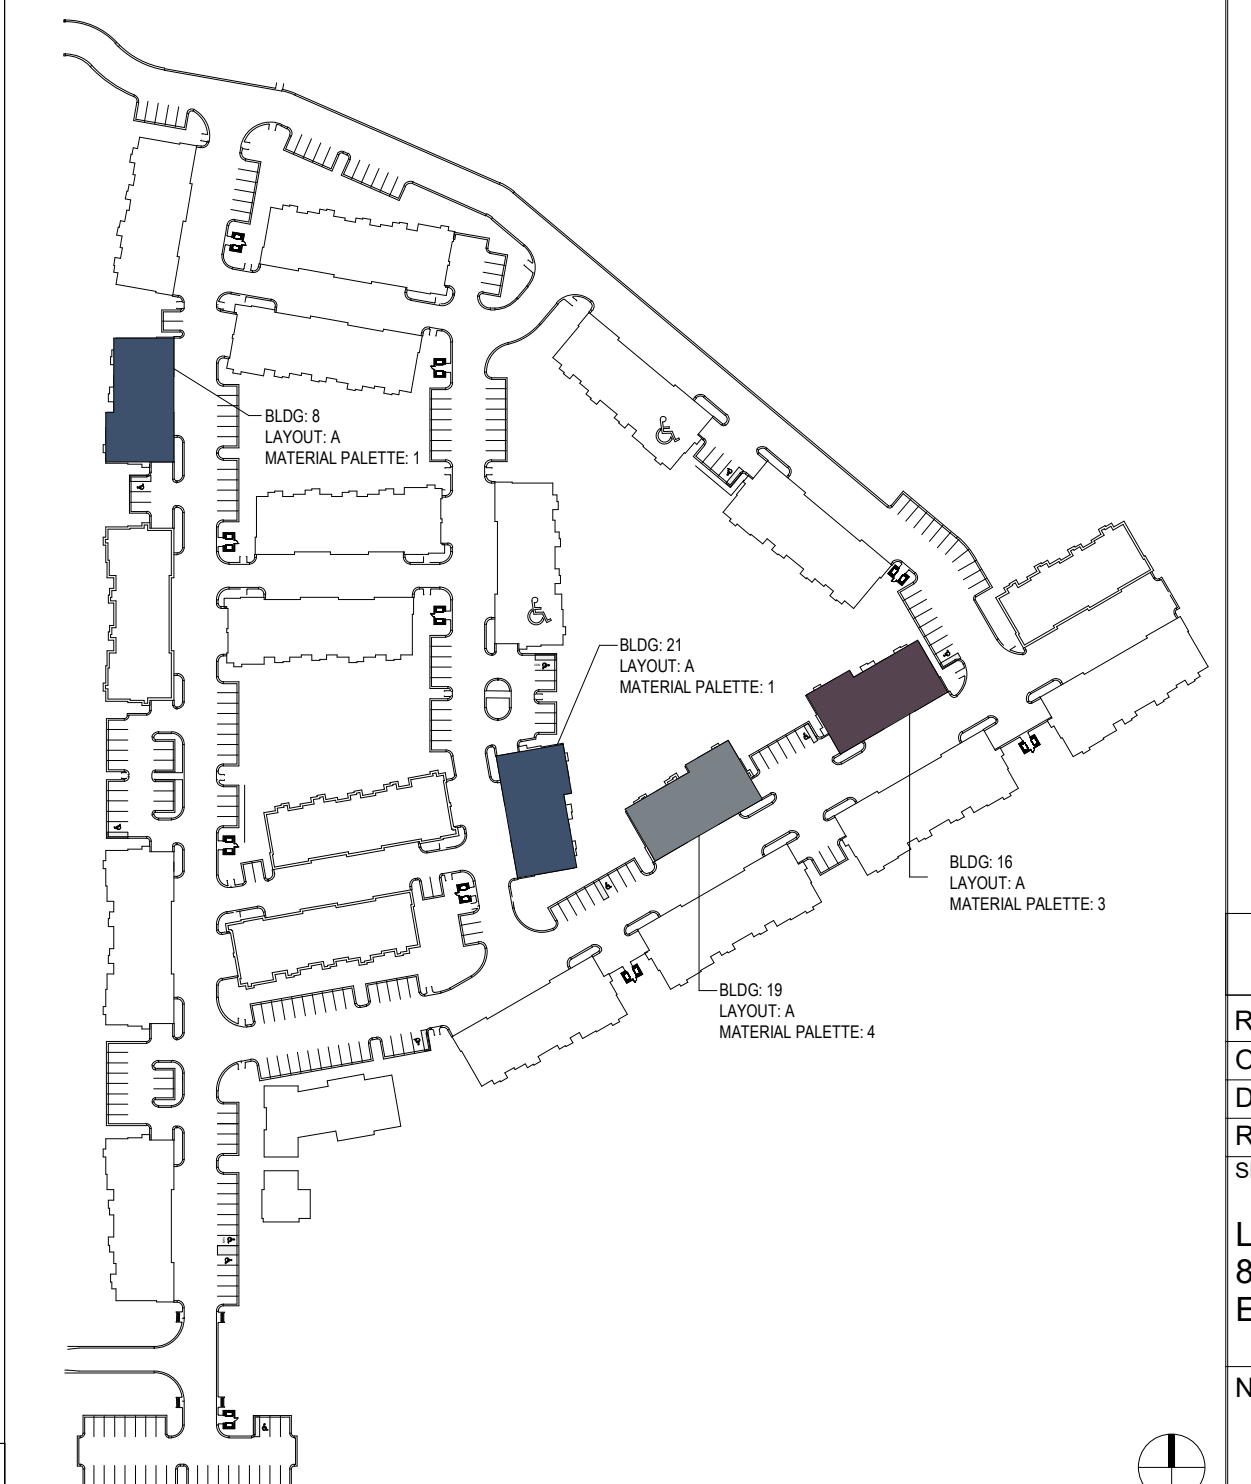 BLDG: 8
LAYOUT: A
MATERIAL PALETTE: 1
BLDG: 21
LAYOUT: A
MATERIAL PALETTE: 1
BLDG: 16
LAYOUT: A
MATERIAL PALETTE: 3
BLDG: 19
LAYOUT: A
MATERIAL PALETTE: 4
R
D
R
L
8
E
N